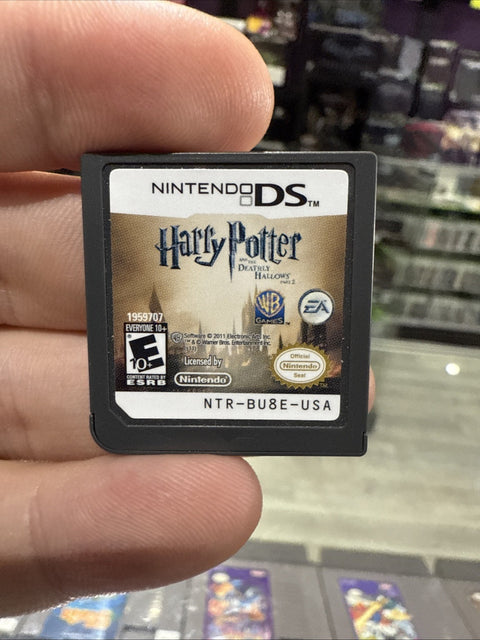 NINTENDO DS™
Harry Potter
AND THE
DEATHLY
HALLOWS
PART 2
1959707
EVERYONE 10+
E
10+
CONTENT RATED BY
ESRB
WB
GAMES
TM
EA
Software © 2011 Electronic Arts Inc.
™ & © Warner Bros. Entertainment Inc.
(s11)
Licensed by
Nintendo
Official
Nintendo
Seal
NTR-BU8E-USA